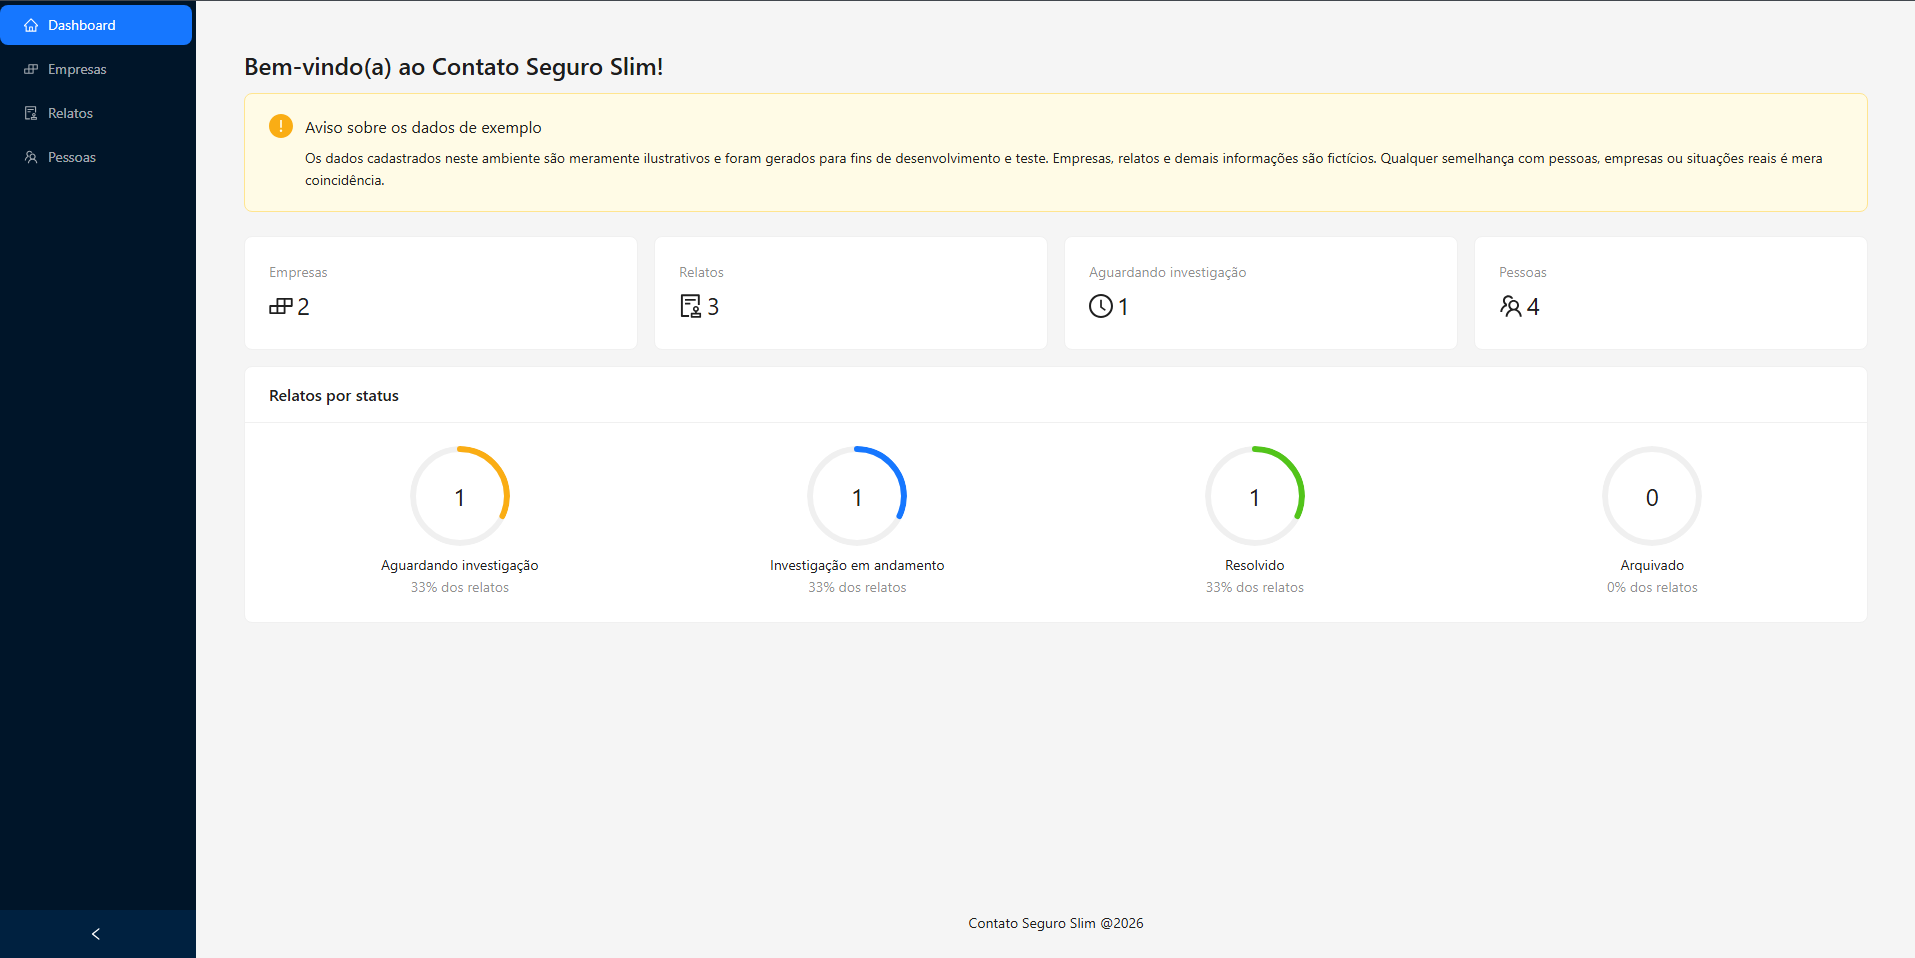 Dashboard
Empresas
Relatos
Pessoas
Bem-vindo(a) ao Contato Seguro Slim!
Aviso sobre os dados de exemplo
Os dados cadastrados neste ambiente são meramente ilustrativos e foram gerados para fins de desenvolvimento e teste. Empresas, relatos e demais informações são fictícios. Qualquer semelhança com pessoas, empresas ou situações reais é mera
coincidência.
Empresas
2
Relatos
3
Aguardando investigação
1
Pessoas
4
Relatos por status
1
Aguardando investigação
33% dos relatos
1
Investigação em andamento
33% dos relatos
1
Resolvido
33% dos relatos
0
Arquivado
0% dos relatos
Contato Seguro Slim @2026